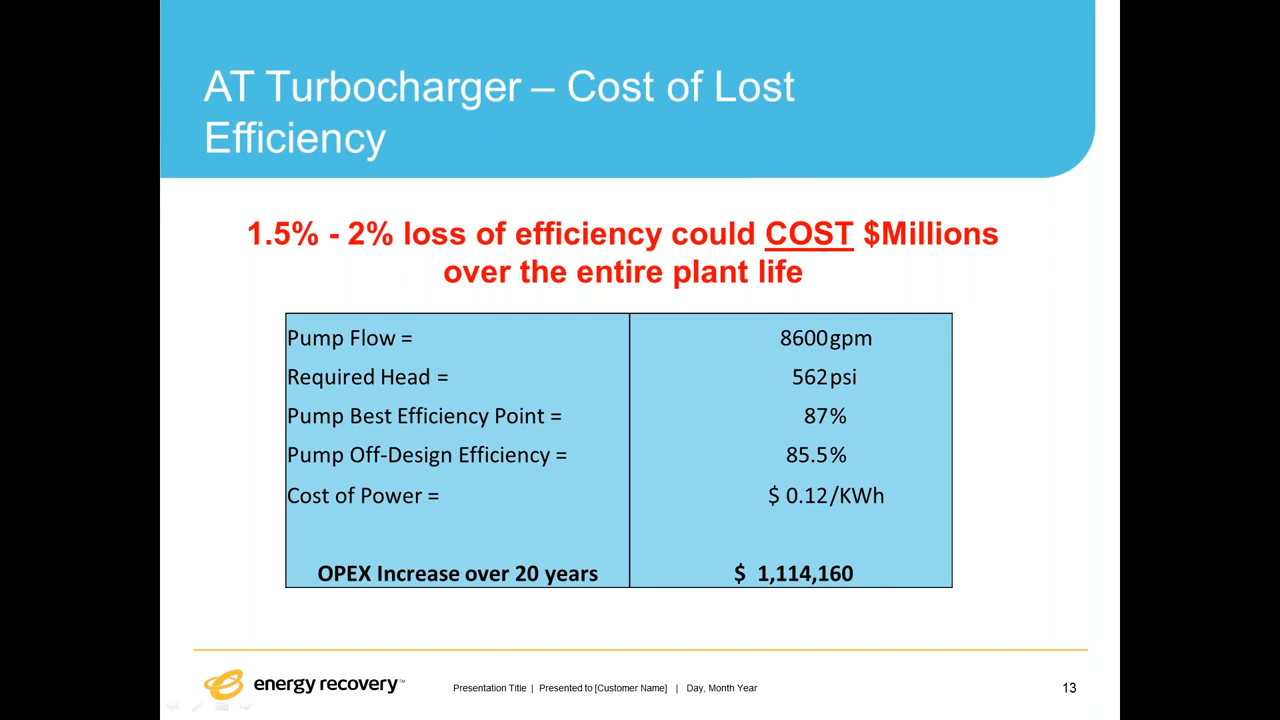 AT Turbocharger – Cost of Lost
Efficiency
1.5% - 2% loss of efficiency could COST $Millions
over the entire plant life
Pump Flow = 8600gpm
Required Head = 562psi
Pump Best Efficiency Point = 87%
Pump Off-Design Efficiency = 85.5%
Cost of Power = $ 0.12/KWh
OPEX Increase over 20 years $ 1,114,160
energy recovery™
Presentation Title | Presented to [Customer Name] | Day, Month Year
13